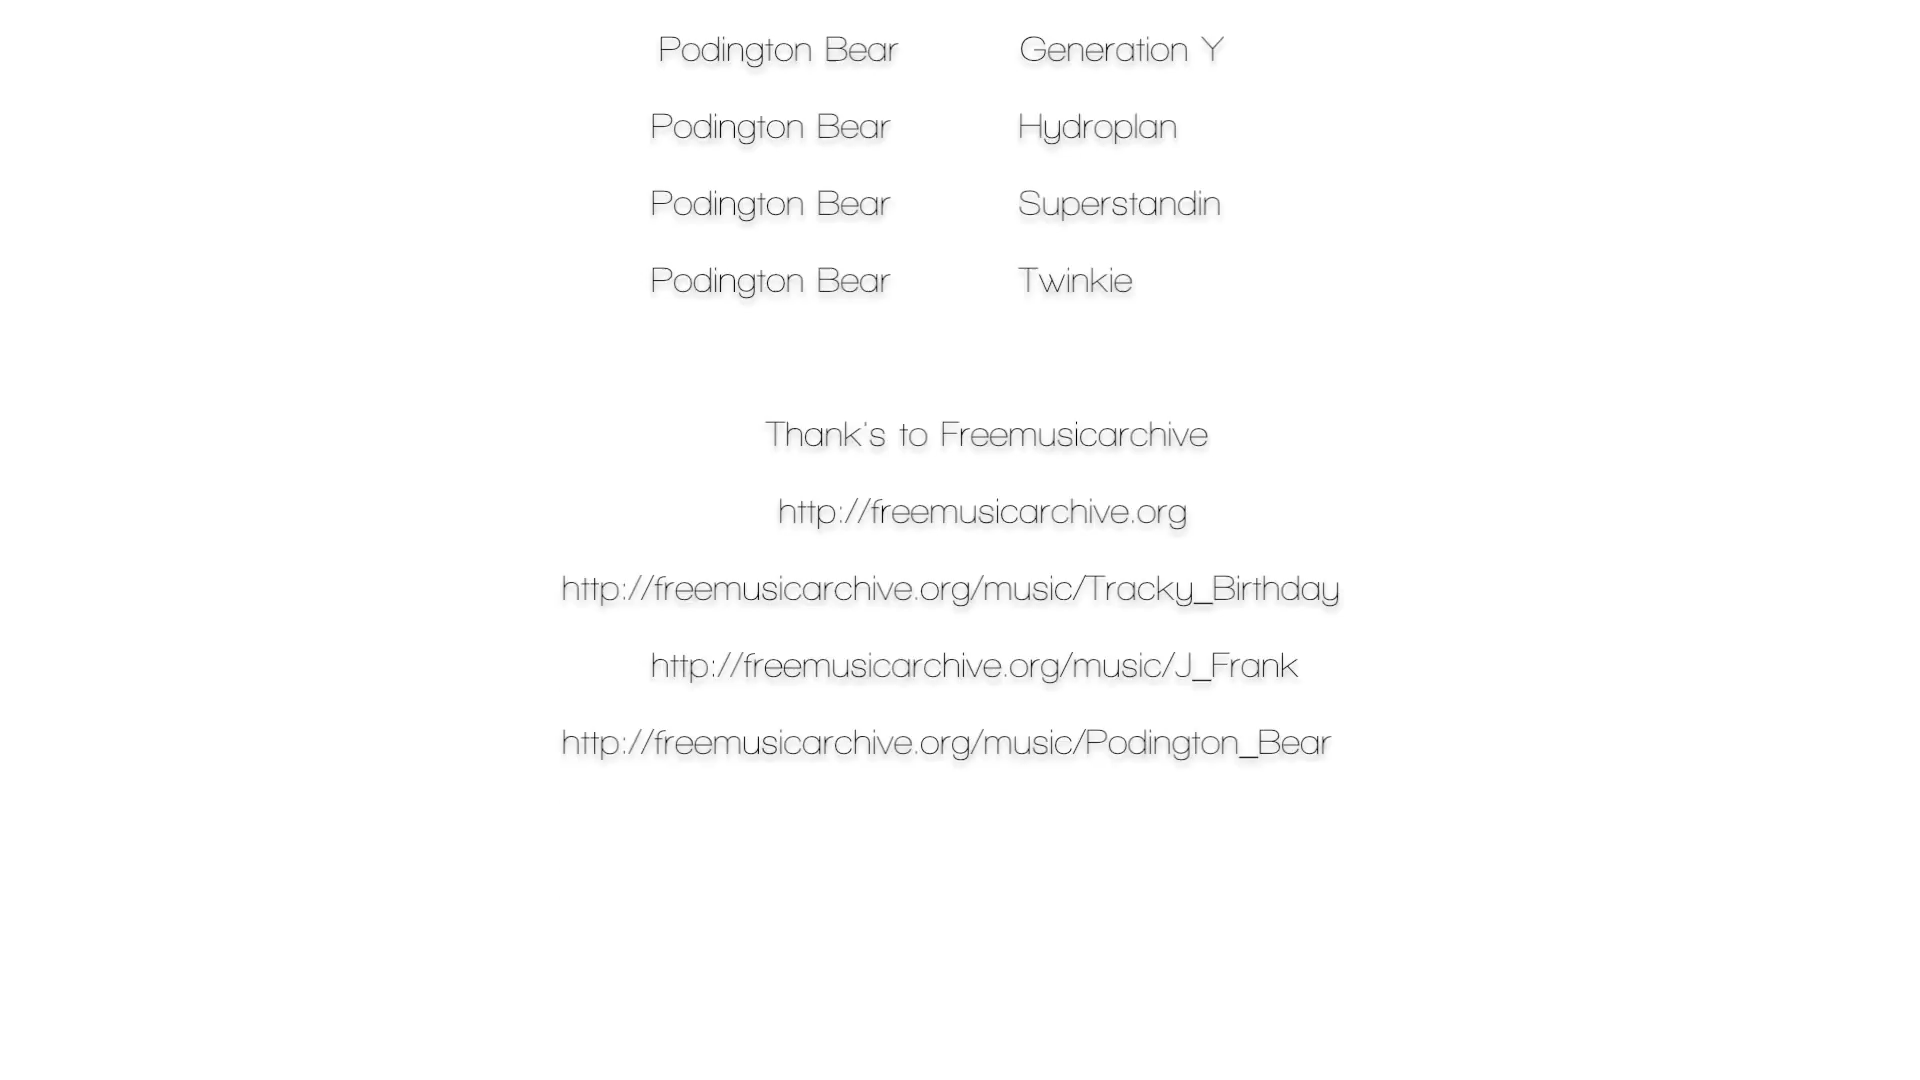 Podington Bear Generation Y
Podington Bear Hydroplan
Podington Bear Superstandin
Podington Bear Twinkie
Thank's to Freemusicarchive
http://freemusicarchive.org
http://freemusicarchive.org/music/Tracky_Birthday
http://freemusicarchive.org/music/J_Frank
http://freemusicarchive.org/music/Podington_Bear